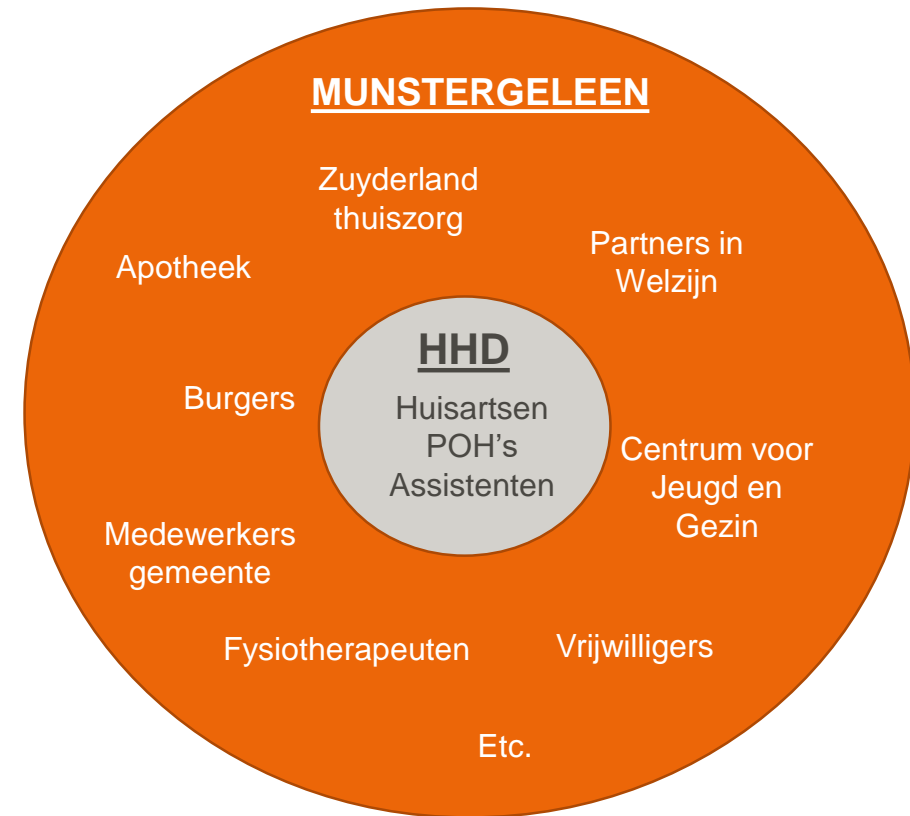 MUNSTERGELEEN
Zuyderland
thuiszorg
Partners in
Welzijn
Apotheek
HHD
Huisartsen
POH's
Assistenten
Burgers
Centrum voor
Jeugd en
Gezin
Medewerkers
gemeente
Fysiotherapeuten
Vrijwilligers
Etc.